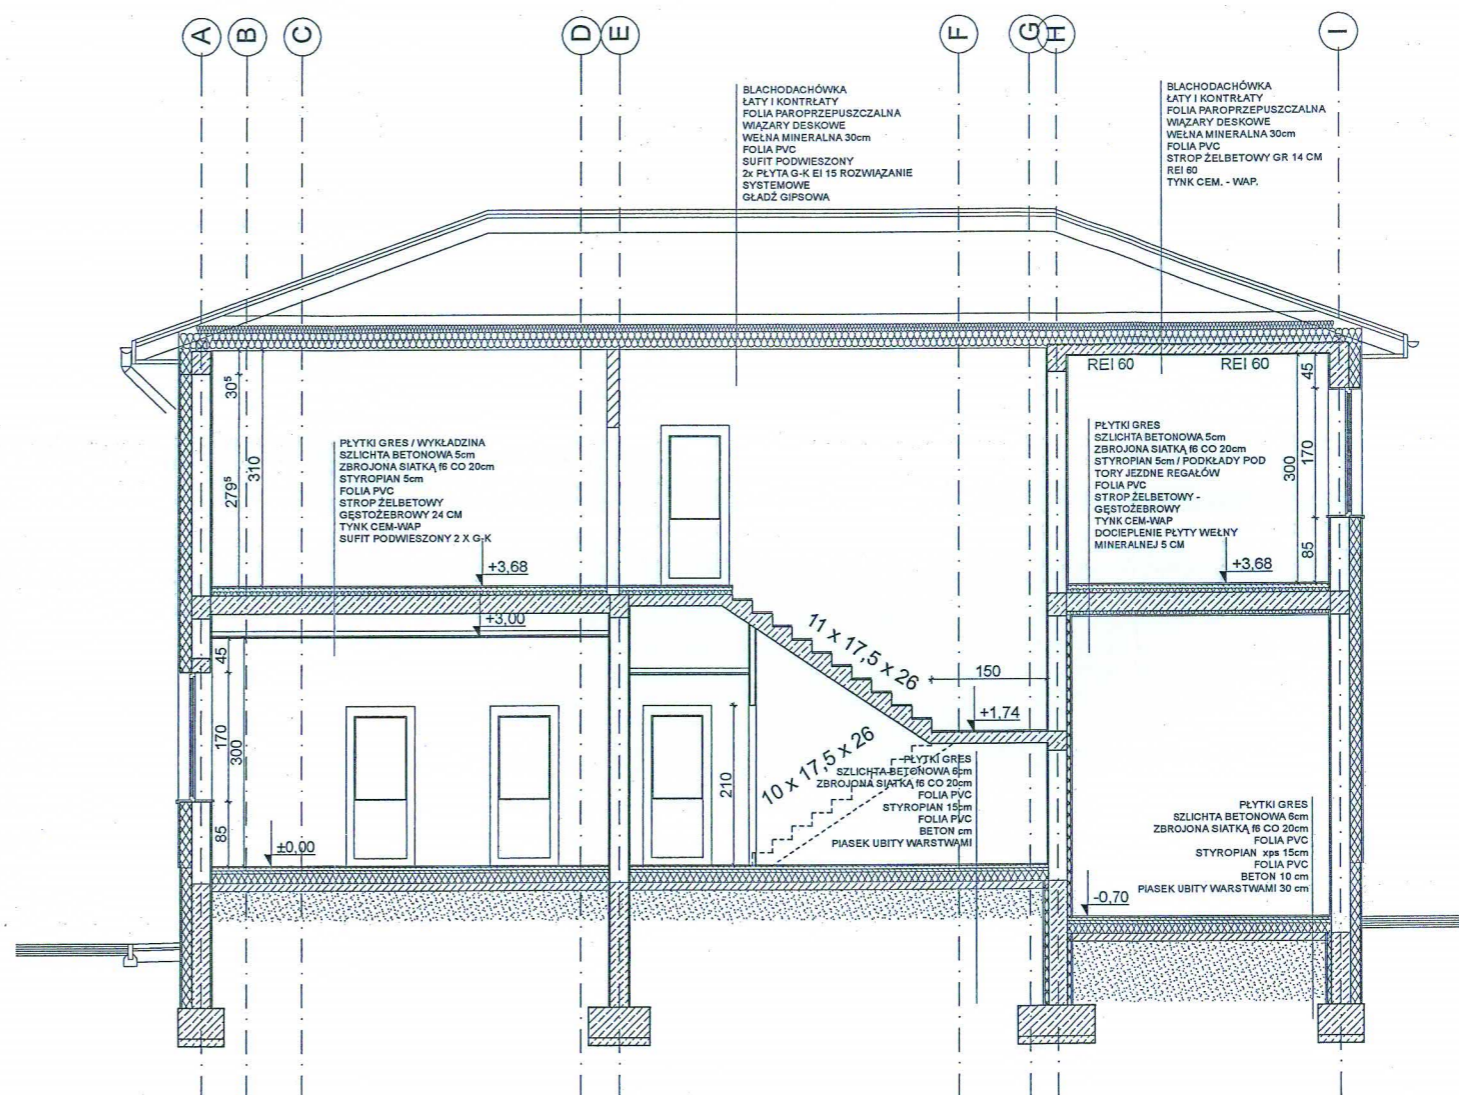 A
B
C
D
E
F
G
H
I
BLACHODACHÓWKA
ŁATY I KONTRŁATY
FOLIA PAROPRZEPUSZCZALNA
WIĄZARY DESKOWE
WEŁNA MINERALNA 30cm
FOLIA PVC
SUFIT PODWIESZONY
2x PŁYTA G-K EI 15 ROZWIĄZANIE
SYSTEMOWE
GŁADŹ GIPSOWA
BLACHODACHÓWKA
ŁATY I KONTRŁATY
FOLIA PAROPRZEPUSZCZALNA
WIĄZARY DESKOWE
WEŁNA MINERALNA 30cm
FOLIA PVC
STROP ŻELBETOWY GR 14 CM
REI 60
TYNK CEM. - WAP.
REI 60
REI 60
30⁵
279⁵
310
PŁYTKI GRES / WYKŁADZINA
SZLICHTA BETONOWA 5cm
ZBROJONA SIATKĄ f6 CO 20cm
STYROPIAN 5cm
FOLIA PVC
STROP ŻELBETOWY
GĘSTOŻEBROWY 24 CM
TYNK CEM-WAP
SUFIT PODWIESZONY 2 X G-K
+3,68
PŁYTKI GRES
SZLICHTA BETONOWA 5cm
ZBROJONA SIATKĄ f6 CO 20cm
STYROPIAN 5cm / PODKŁADY POD
TORY JEZDNE REGAŁÓW
FOLIA PVC
STROP ŻELBETOWY -
GĘSTOŻEBROWY
TYNK CEM-WAP
DOCIEPLENIE PŁYTY WEŁNY
MINERALNEJ 5 CM
45
170
300
85
+3,68
+3,00
45
170
300
85
±0,00
210
11 x 17,5 x 26
10 x 17,5 x 26
150
+1,74
PŁYTKI GRES
SZLICHTA BETONOWA 6cm
ZBROJONA SIATKĄ f6 CO 20cm
FOLIA PVC
STYROPIAN 15cm
FOLIA PVC
BETON cm
PIASEK UBITY WARSTWAMI
PŁYTKI GRES
SZLICHTA BETONOWA 6cm
ZBROJONA SIATKĄ f6 CO 20cm
FOLIA PVC
STYROPIAN xps 15cm
FOLIA PVC
BETON 10 cm
PIASEK UBITY WARSTWAMI 30 cm
-0,70